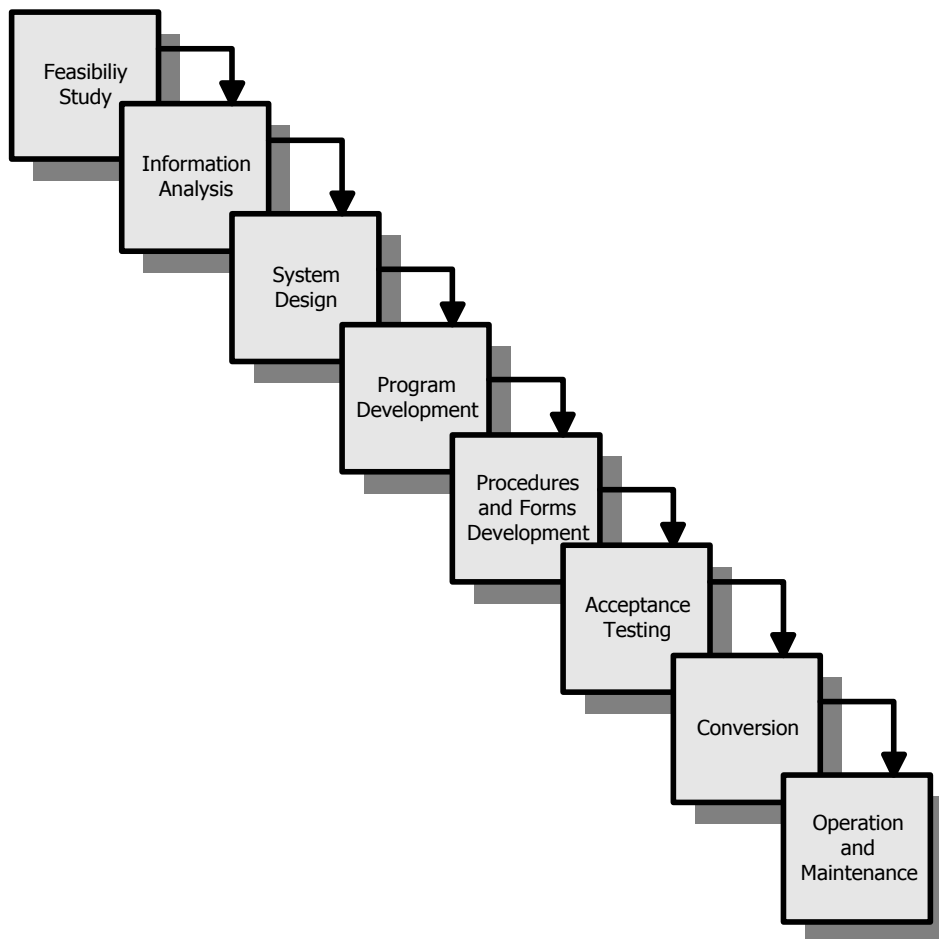 Feasibiliy
Study
Information
Analysis
System
Design
Program
Development
Procedures
and Forms
Development
Acceptance
Testing
Conversion
Operation
and
Maintenance